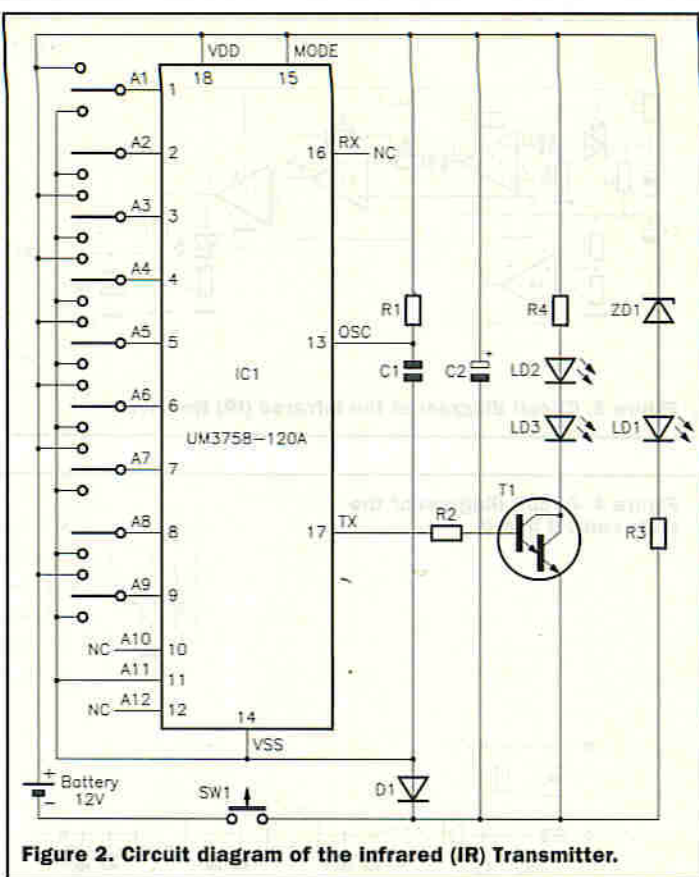 VDD
MODE
18
15
A1
1
A2
2
16
RX
NC
A3
3
A4
4
R1
R4
ZD1
A5
5
13
OSC
IC1
C1
C2
+
LD2
A6
6
UM3758-120A
LD3
LD1
A7
7
T1
A8
8
17
TX
R2
R3
A9
9
NC
A10
10
A11
11
NC
A12
12
14
VSS
+
Battery
12V
-
SW1
D1
Figure 2. Circuit diagram of the infrared (IR) Transmitter.